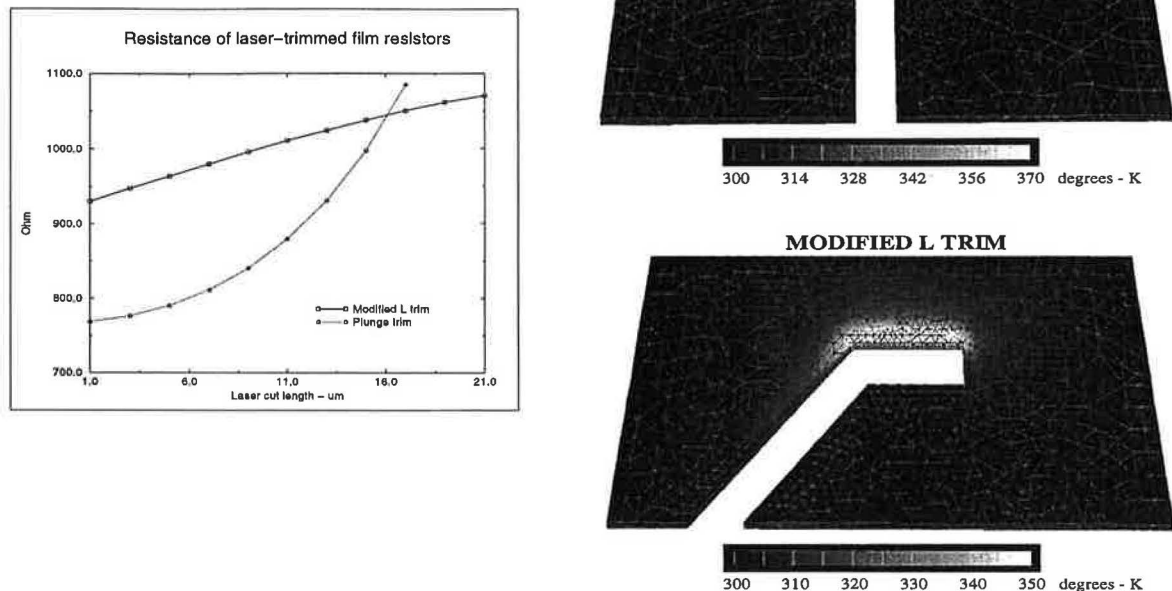 Resistance of laser-trimmed film resistors
1100.0
1000.0
900.0
800.0
700.0
Ohm
Modified L trim
Plunge trim
1.0 6.0 11.0 16.0 21.0
Laser cut length - um
300 314 328 342 356 370 degrees - K
MODIFIED L TRIM
300 310 320 330 340 350 degrees - K